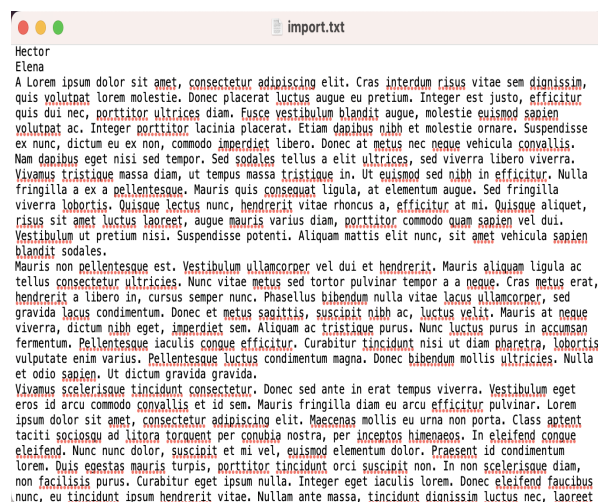 import.txt
Hector
Elena
A Lorem ipsum dolor sit amet, consectetur adipiscing elit. Cras interdum risus vitae sem dignissim,
quis volutpat lorem molestie. Donec placerat luctus augue eu pretium. Integer est justo, efficitur
quis dui nec, porttitor ultrices diam. Fusce vestibulum blandit augue, molestie euismod sapien
volutpat ac. Integer porttitor lacinia placerat. Etiam dapibus nibh et molestie ornare. Suspendisse
ex nunc, dictum eu ex non, commodo imperdiet libero. Donec at metus nec neque vehicula convallis.
Nam dapibus eget nisi sed tempor. Sed sodales tellus a elit ultrices, sed viverra libero viverra.
Vivamus tristique massa diam, ut tempus massa tristique in. Ut euismod sed nibh in efficitur. Nulla
fringilla a ex a pellentesque. Mauris quis consequat ligula, at elementum augue. Sed fringilla
viverra lobortis. Quisque lectus nunc, hendrerit vitae rhoncus a, efficitur at mi. Quisque aliquet,
risus sit amet luctus laoreet, augue mauris varius diam, porttitor commodo quam sapien vel dui.
Vestibulum ut pretium nisi. Suspendisse potenti. Aliquam mattis elit nunc, sit amet vehicula sapien
blandit sodales.
Mauris non pellentesque est. Vestibulum ullamcorper vel dui et hendrerit. Mauris aliquam ligula ac
tellus consectetur ultricies. Nunc vitae metus sed tortor pulvinar tempor a a neque. Cras metus erat,
hendrerit a libero in, cursus semper nunc. Phasellus bibendum nulla vitae lacus ullamcorper, sed
gravida lacus condimentum. Donec et metus sagittis, suscipit nibh ac, luctus velit. Mauris at neque
viverra, dictum nibh eget, imperdiet sem. Aliquam ac tristique purus. Nunc luctus purus in accumsan
fermentum. Pellentesque iaculis congue efficitur. Curabitur tincidunt nisi ut diam pharetra, lobortis
vulputate enim varius. Pellentesque luctus condimentum magna. Donec bibendum mollis ultricies. Nulla
et odio sapien. Ut dictum gravida gravida.
Vivamus scelerisque tincidunt consectetur. Donec sed ante in erat tempus viverra. Vestibulum eget
eros id arcu commodo convallis et id sem. Mauris fringilla diam eu arcu efficitur pulvinar. Lorem
ipsum dolor sit amet, consectetur adipiscing elit. Maecenas mollis eu urna non porta. Class aptent
taciti sociosqu ad litora torquent per conubia nostra, per inceptos himenaeos. In eleifend congue
eleifend. Nunc nunc dolor, suscipit et mi vel, euismod elementum dolor. Praesent id condimentum
lorem. Duis egestas mauris turpis, porttitor tincidunt orci suscipit non. In non scelerisque diam,
non facilisis purus. Curabitur eget ipsum nulla. Integer eget iaculis lorem. Donec eleifend faucibus
nunc, eu tincidunt ipsum hendrerit vitae. Nullam ante massa, tincidunt dignissim luctus nec, laoreet